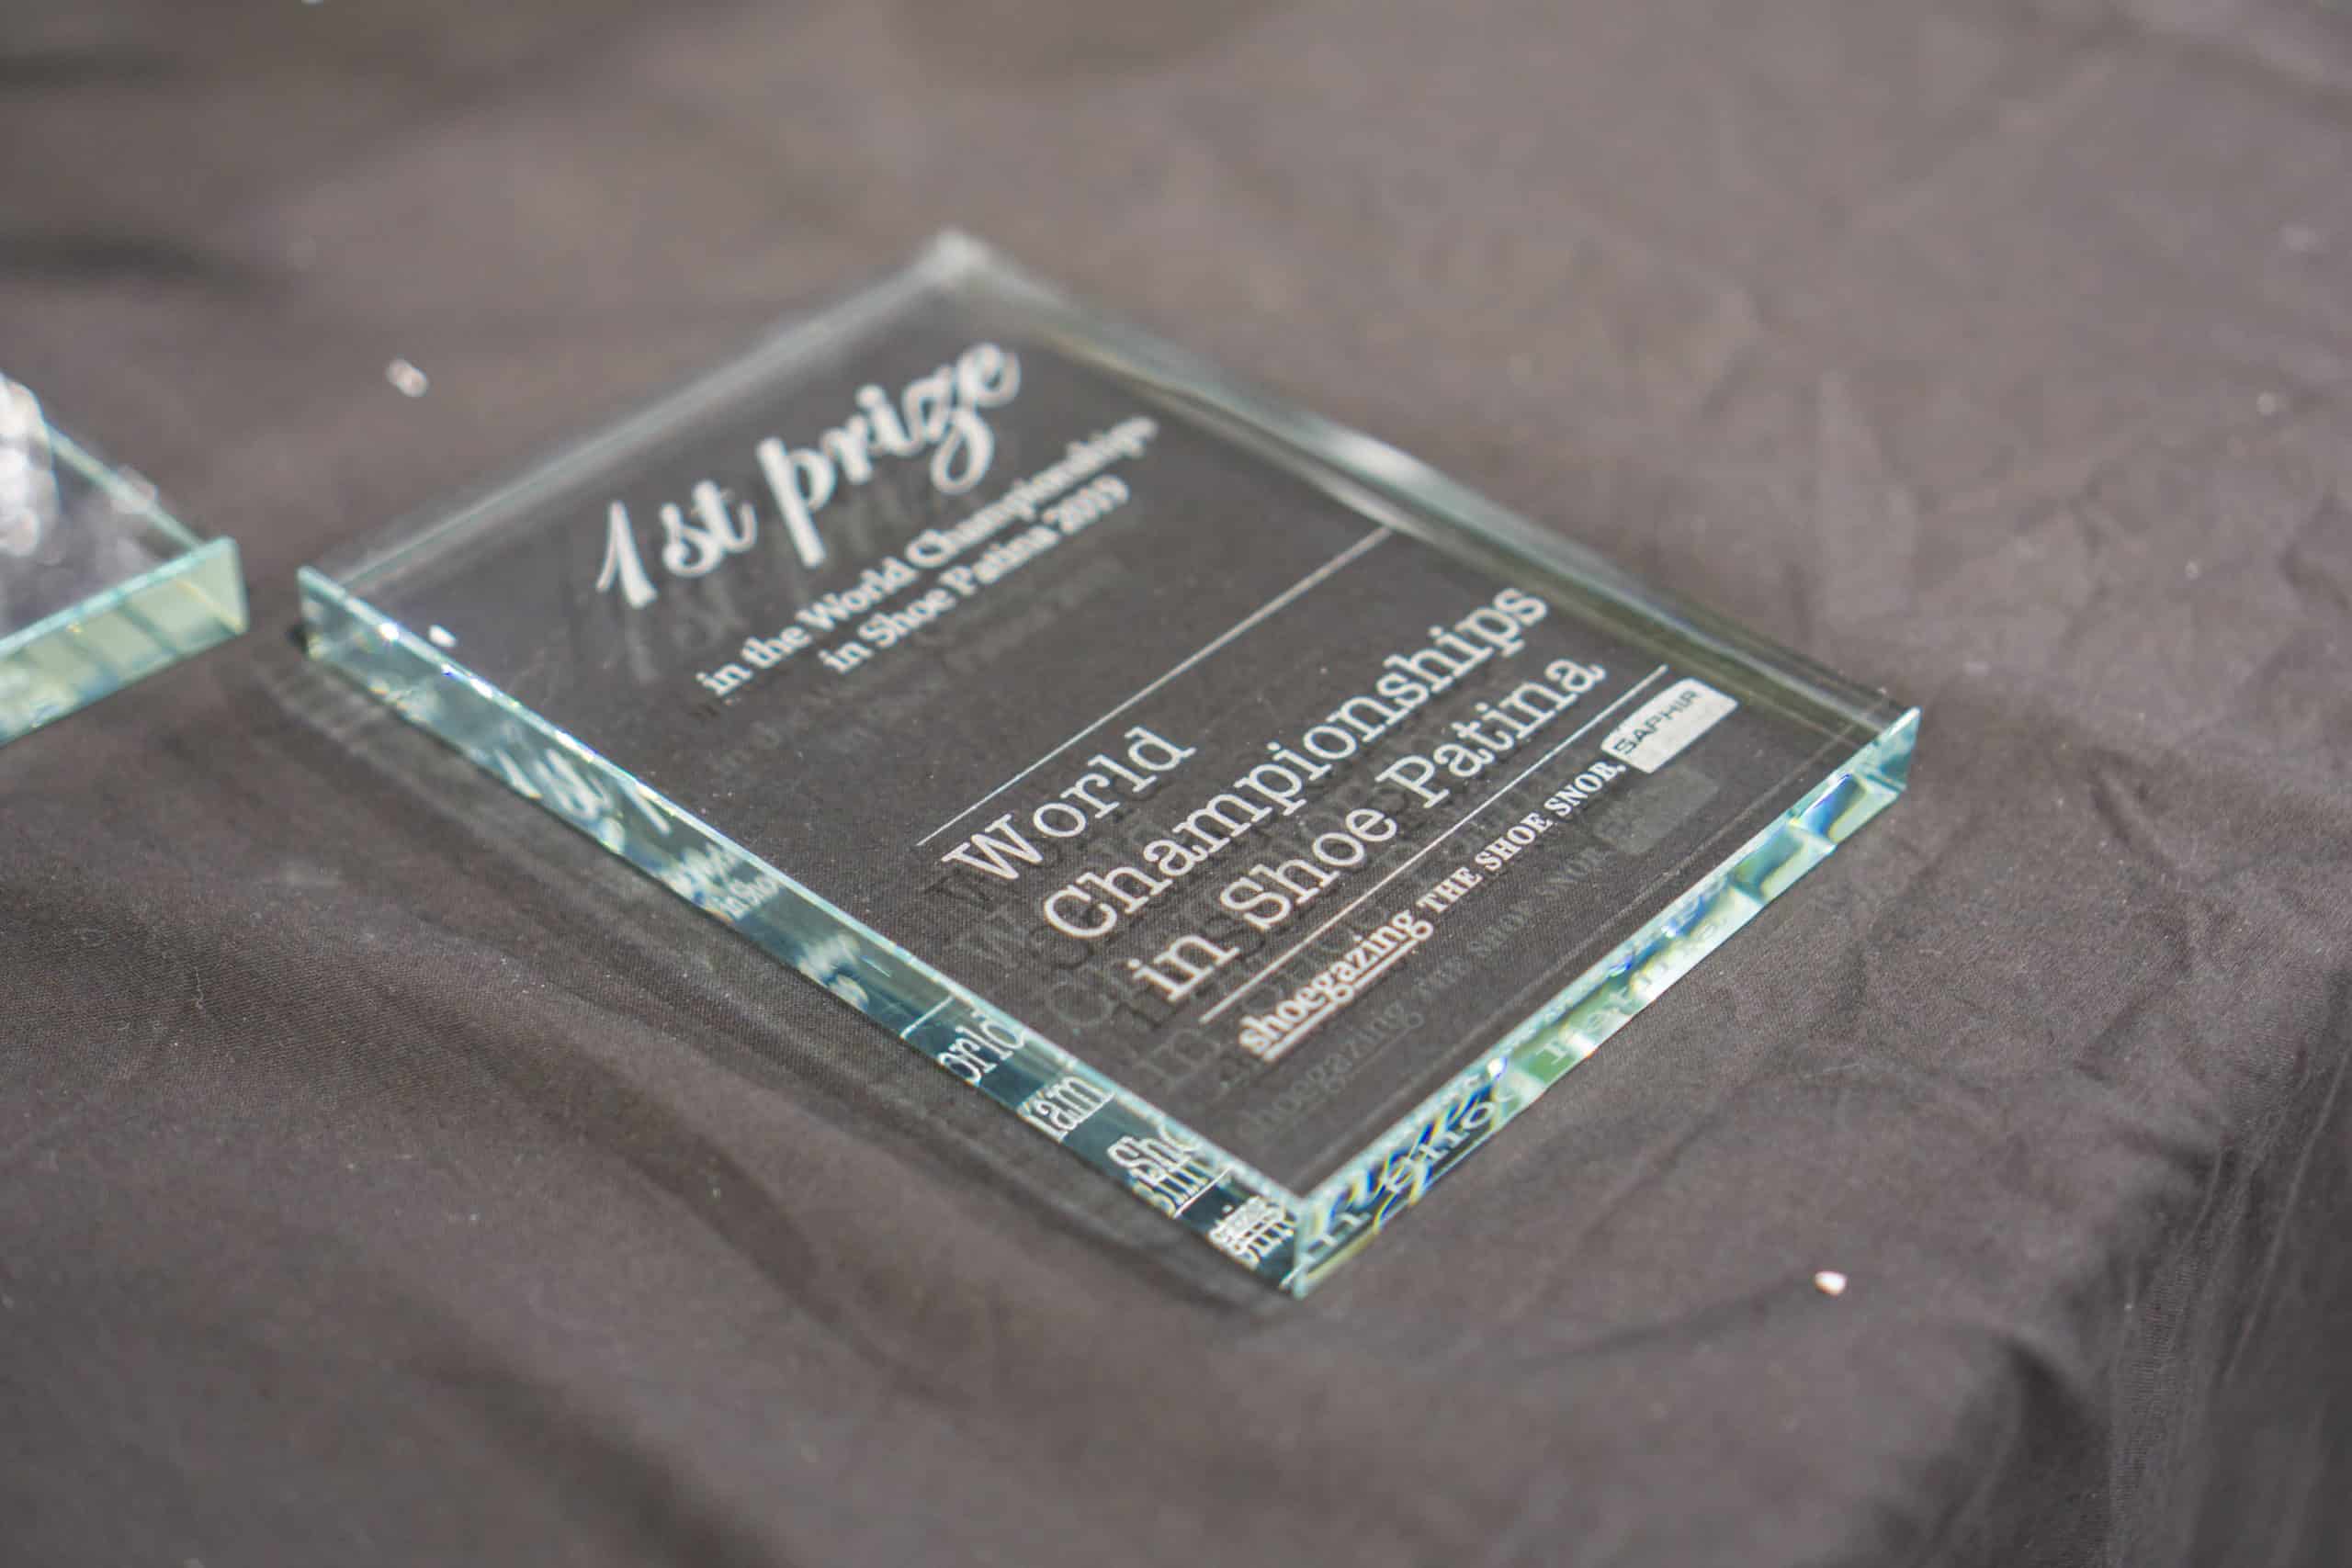 1st prize
in the World Championships
in Shoe Patina 2019
World
Championships
in Shoe Patina
shoegazing THE SHOE SNOB. SAPHIR